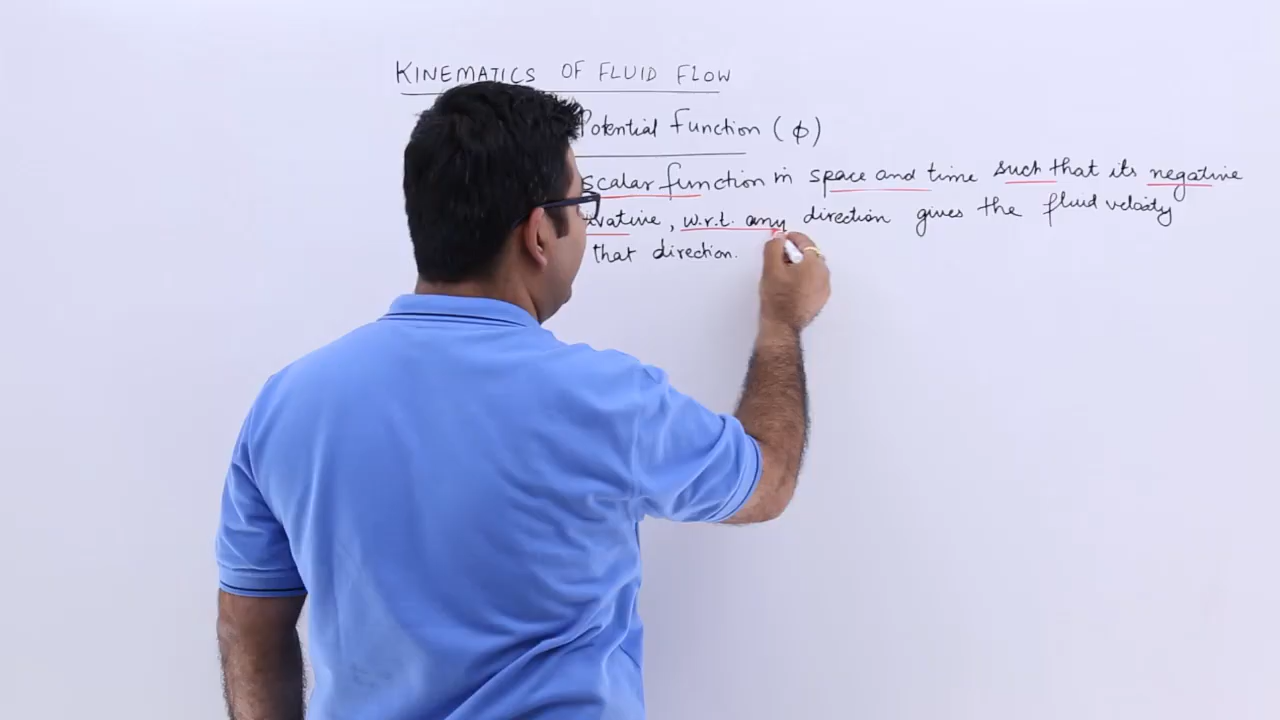 KINEMATICS OF FLUID FLOW
Potential Function (ϕ)
scalar function in space and time such that its negative
vative, w.r.t. any direction gives the fluid velocity
that direction.